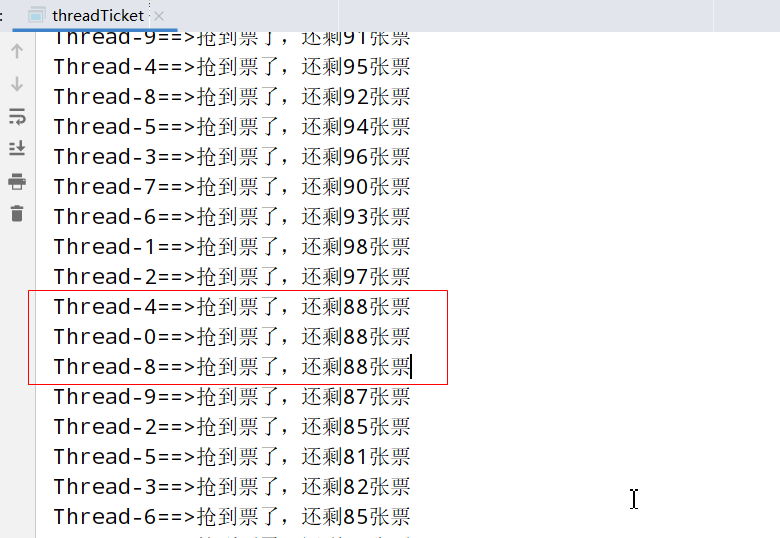 threadTicket
Thread-9==>抢到票了，还剩91张票
Thread-4==>抢到票了，还剩95张票
Thread-8==>抢到票了，还剩92张票
Thread-5==>抢到票了，还剩94张票
Thread-3==>抢到票了，还剩96张票
Thread-7==>抢到票了，还剩90张票
Thread-6==>抢到票了，还剩93张票
Thread-1==>抢到票了，还剩98张票
Thread-2==>抢到票了，还剩97张票
Thread-4==>抢到票了，还剩88张票
Thread-0==>抢到票了，还剩88张票
Thread-8==>抢到票了，还剩88张票
Thread-9==>抢到票了，还剩87张票
Thread-2==>抢到票了，还剩85张票
Thread-5==>抢到票了，还剩81张票
Thread-3==>抢到票了，还剩82张票
Thread-6==>抢到票了，还剩85张票